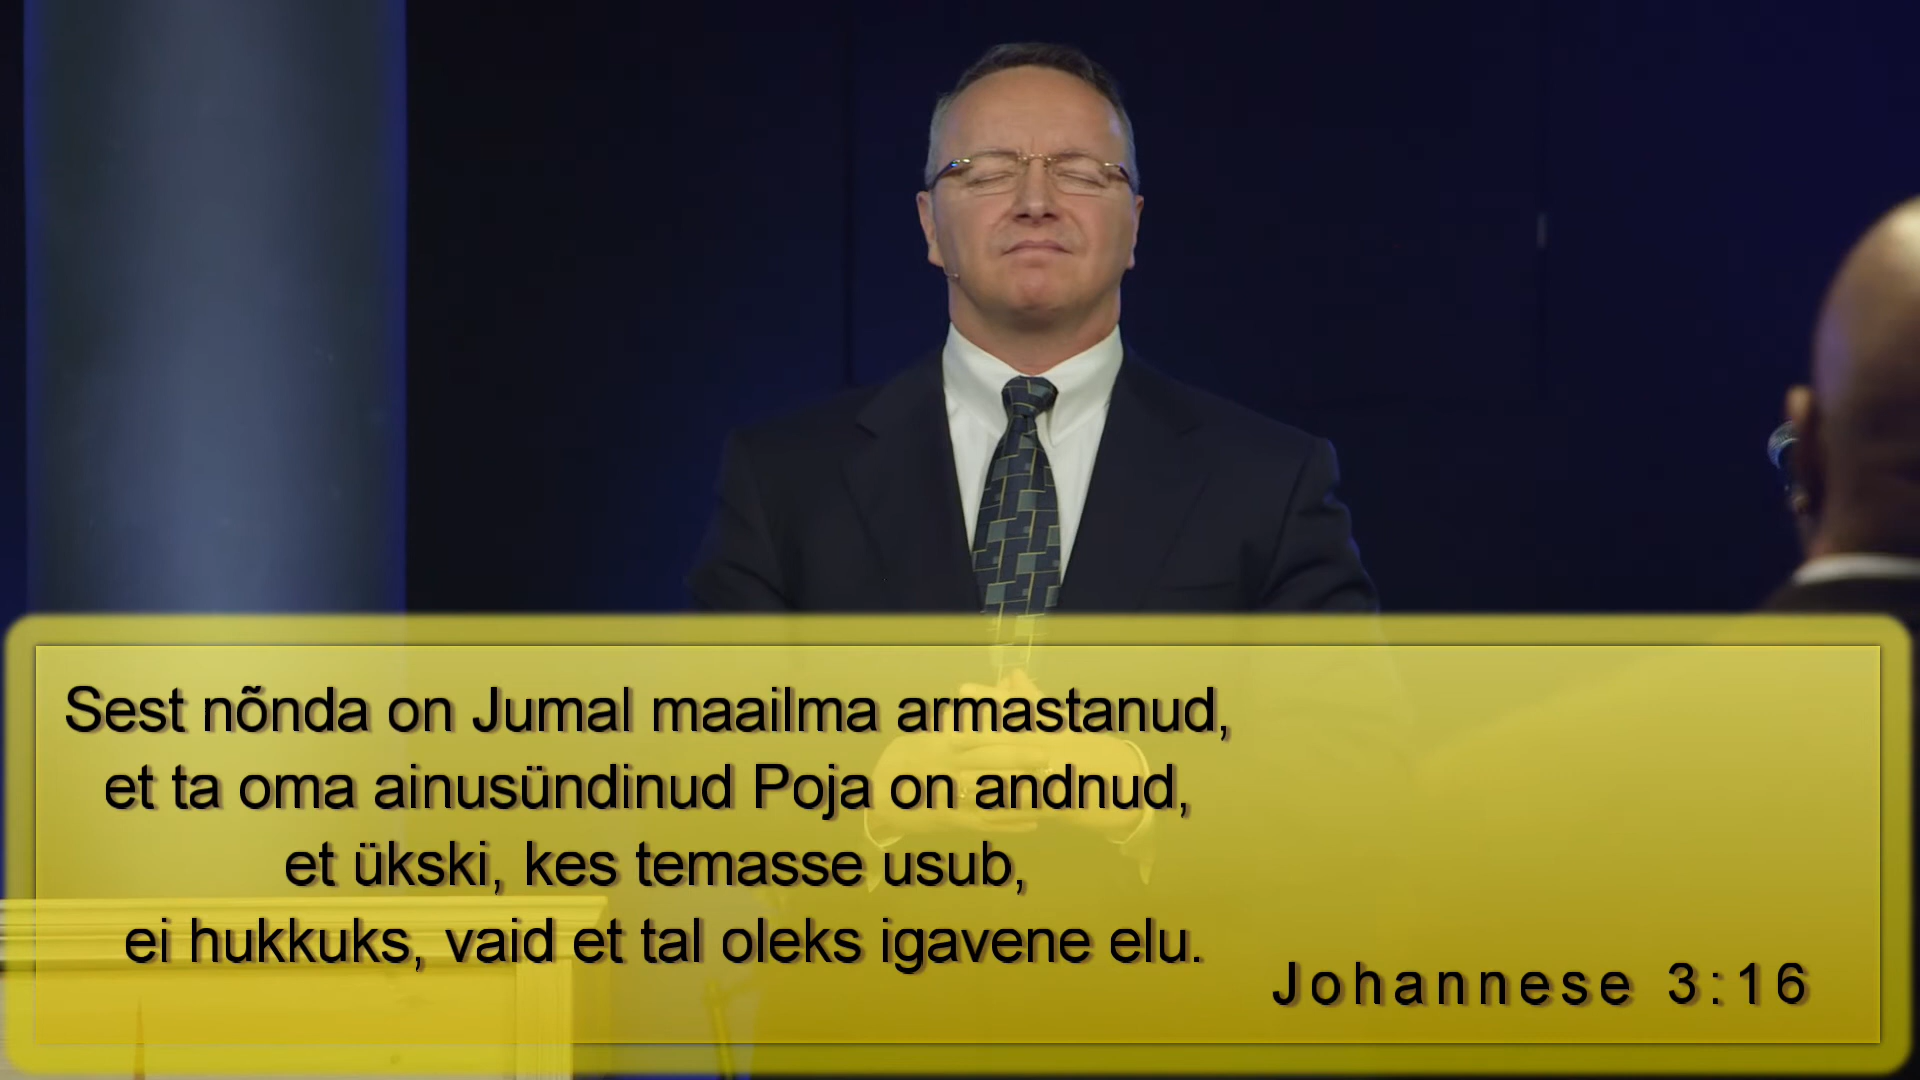 Sest nõnda on Jumal maailma armastanud,
et ta oma ainusündinud Poja on andnud,
et ükski, kes temasse usub,
ei hukkuks, vaid et tal oleks igavene elu.
Johannese 3:16